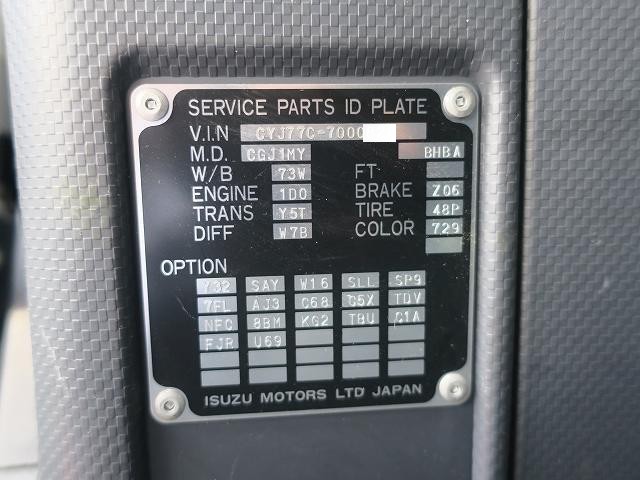 SERVICE PARTS ID PLATE
V.I.N CYJ77C-7000
M.D. CGJ1MY BHBA
W/B 73W FT
ENGINE 1D0 BRAKE Z06
TRANS Y5T TIRE 48P
DIFF W7B COLOR 729
OPTION
Y32 SAY W16 SLL SP9
7FL AJ3 C68 C5X TDV
NFC 8BM KG2 TBU C1A
FJR U69
ISUZU MOTORS LTD JAPAN